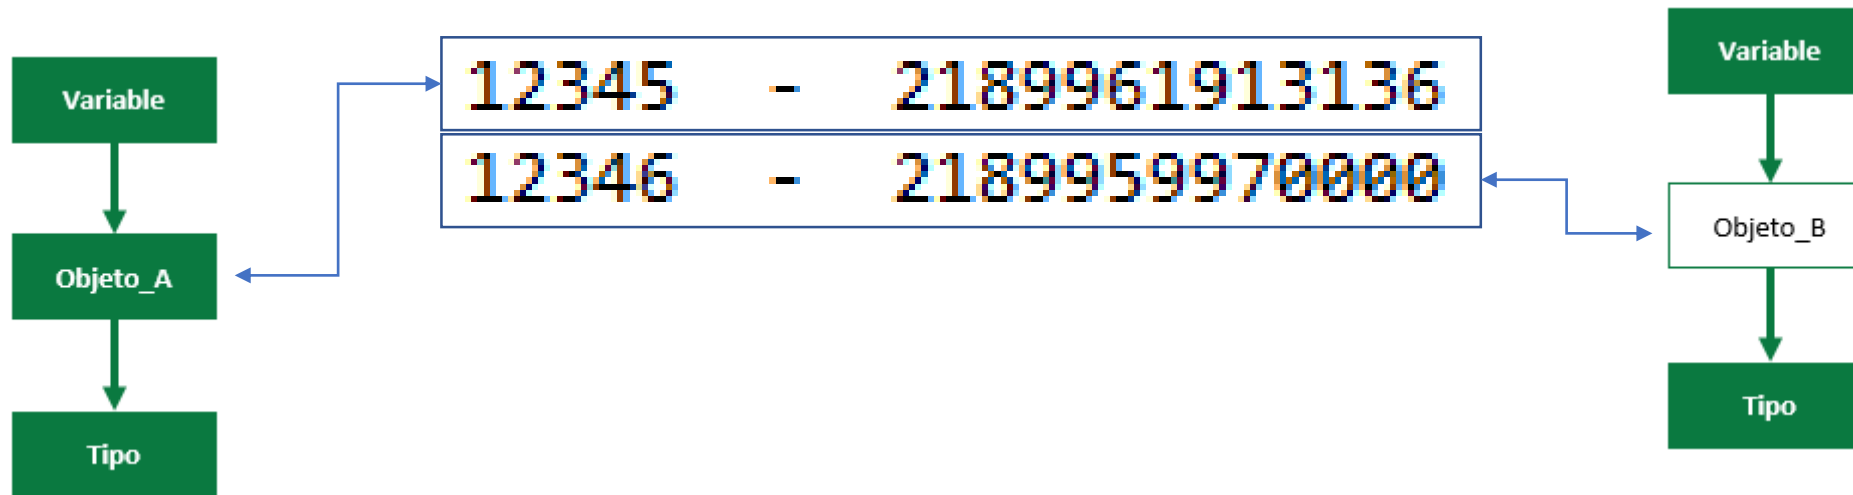 Variable
Objeto_A
Tipo
12345 - 2189961913136
12346 - 2189959970000
Variable
Objeto_B
Tipo